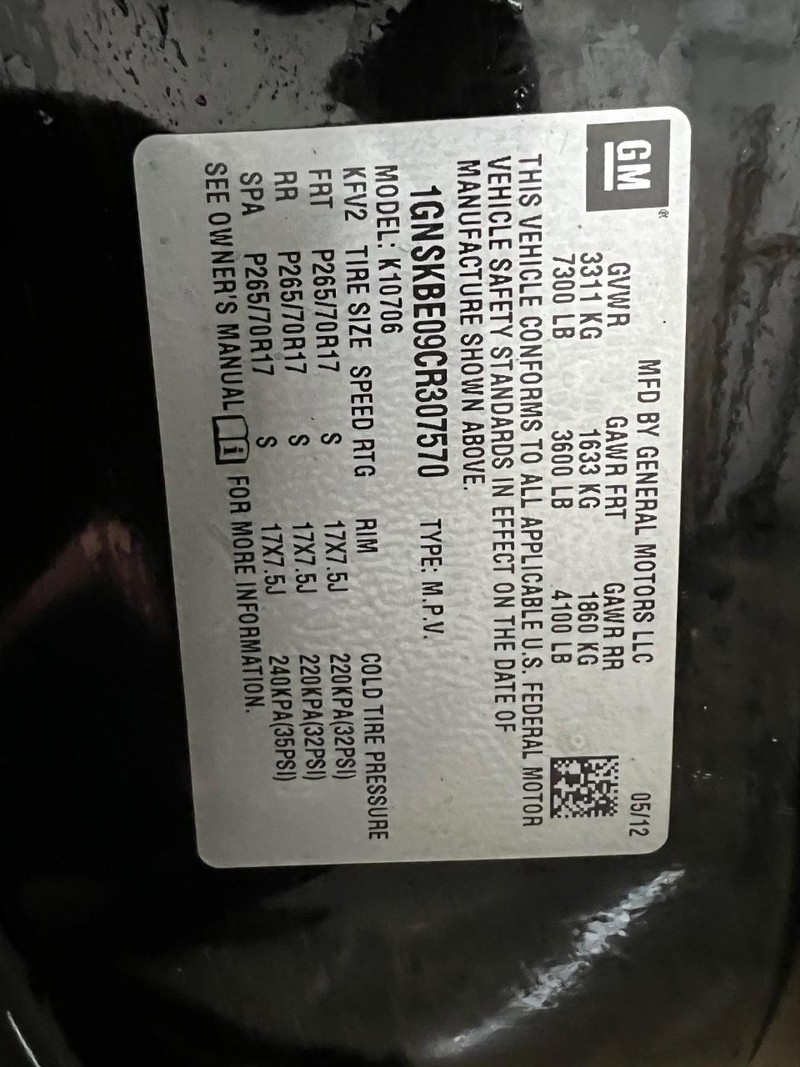 GM®
MFD BY GENERAL MOTORS LLC 05/12
GVWR GAWR FRT GAWR RR
3311 KG 1633 KG 1860 KG
7300 LB 3600 LB 4100 LB
THIS VEHICLE CONFORMS TO ALL APPLICABLE U.S. FEDERAL MOTOR
VEHICLE SAFETY STANDARDS IN EFFECT ON THE DATE OF
MANUFACTURE SHOWN ABOVE.
1GNSKBE09CR307570 TYPE: M.P.V.
MODEL: K10706
KFV2 TIRE SIZE SPEED RTG RIM COLD TIRE PRESSURE
FRT P265/70R17 S 17X7.5J 220KPA(32PSI)
RR P265/70R17 S 17X7.5J 220KPA(32PSI)
SPA P265/70R17 S 17X7.5J 240KPA(35PSI)
SEE OWNER'S MANUAL i FOR MORE INFORMATION.